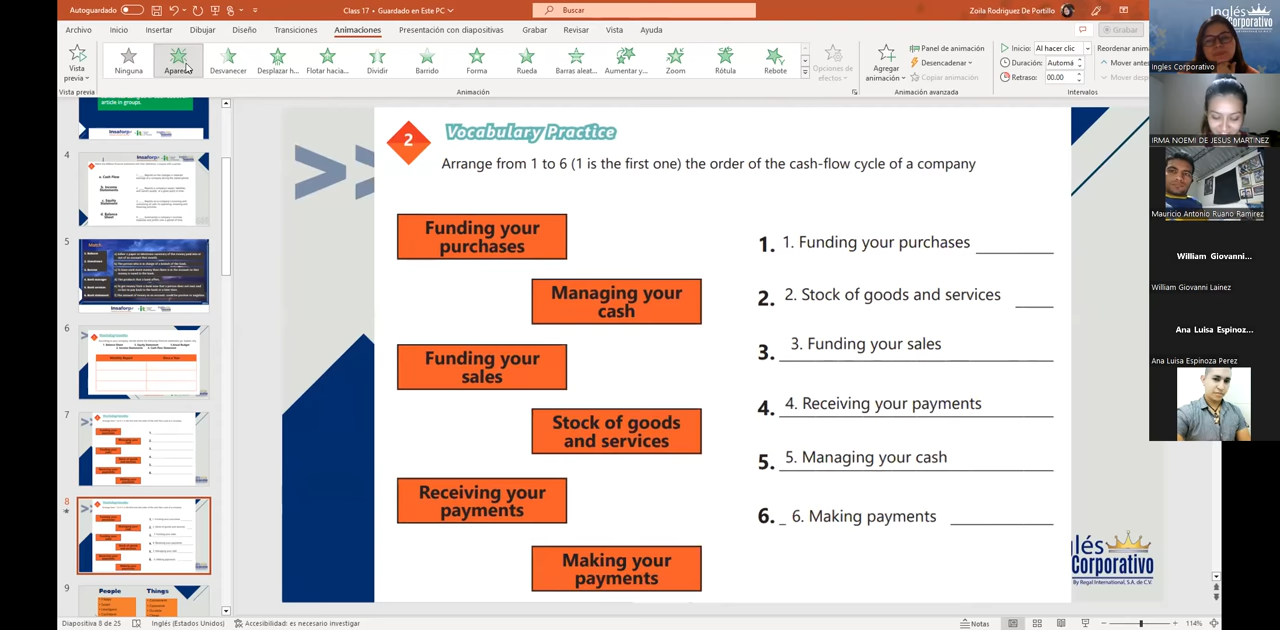 Autoguardado
Class 17 • Guardado en Este PC
Buscar
Zoila Rodriguez De Portillo
Archivo Inicio Insertar Dibujar Diseño Transiciones Animaciones Presentación con diapositivas Grabar Revisar Vista Ayuda
Grabar
Vista previa
Ninguna Aparecer Desvanecer Desplazar h... Flotar hacia... Dividir Barrido Forma Rueda Barras aleat... Aumentar y... Zoom Rótula Rebote
Opciones de efectos
Agregar animación
Panel de animación
Desencadenar
Copiar animación
Inicio: Al hacer clic
Duración: Automá
Retraso: 00.00
Reordenar anim
Mover antes
Mover desp
Vista previa Animación Animación avanzada Intervalos
4
5
6
7
8
9
People Things
2
Vocabulary Practice
Arrange from 1 to 6 (1 is the first one) the order of the cash-flow cycle of a company
Funding your
purchases
Managing your
cash
Funding your
sales
Stock of goods
and services
Receiving your
payments
Making your
payments
1. 1. Funding your purchases
2. 2. Stock of goods and services
3. 3. Funding your sales
4. 4. Receiving your payments
5. 5. Managing your cash
6. 6. Making payments
lés
Corporativo
By Regal International, S.A. de C.V.
Inglés
Corporativo
Ingles Corporativo
IRMA NOEMI DE JESUS MARTINEZ
Mauricio Antonio Ruano Ramirez
William Giovanni...
William Giovanni Lainez
Ana Luisa Espinoz...
Ana Luisa Espinoza Perez
Diapositiva 8 de 25
Inglés (Estados Unidos)
Accesibilidad: es necesario investigar
Notas
114%